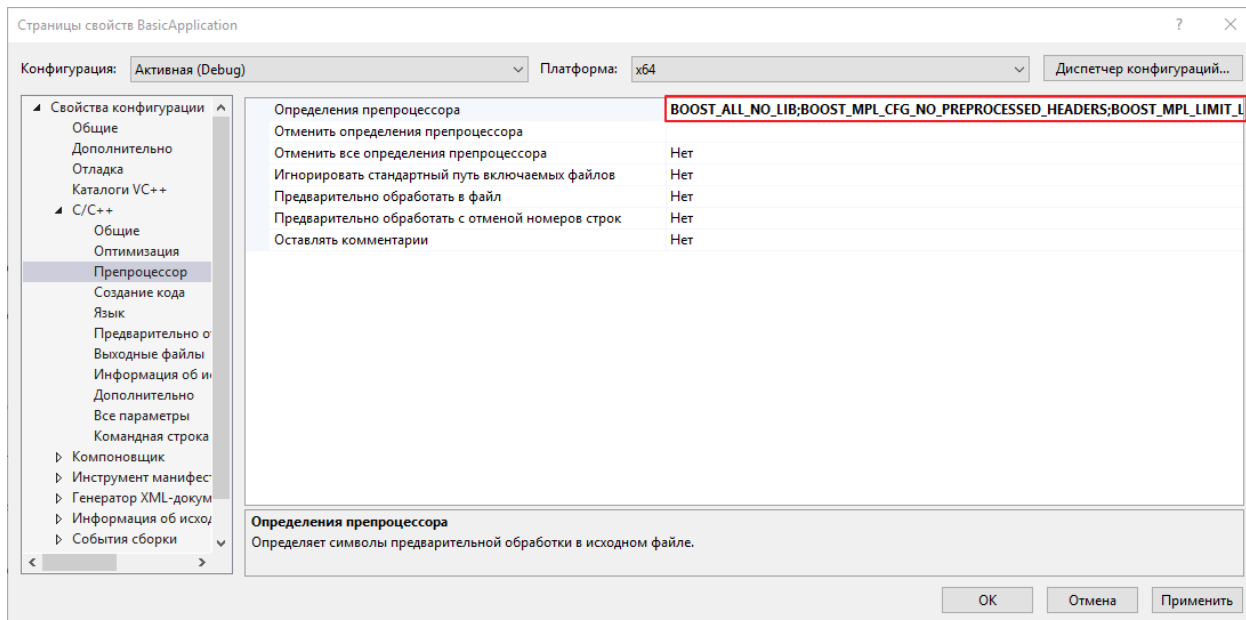 Страницы свойств BasicApplication ?
Конфигурация: Активная (Debug) Платформа: x64 Диспетчер конфигураций...
Свойства конфигурации
Общие
Дополнительно
Отладка
Каталоги VC++
C/C++
Общие
Оптимизация
Препроцессор
Создание кода
Язык
Предварительно о
Выходные файлы
Информация об и
Дополнительно
Все параметры
Командная строка
Компоновщик
Инструмент манифес
Генератор XML-докум
Информация об исход
События сборки
Определения препроцессора BOOST_ALL_NO_LIB;BOOST_MPL_CFG_NO_PREPROCESSED_HEADERS;BOOST_MPL_LIMIT_L
Отменить определения препроцессора
Отменить все определения препроцессора Нет
Игнорировать стандартный путь включаемых файлов Нет
Предварительно обработать в файл Нет
Предварительно обработать с отменой номеров строк Нет
Оставлять комментарии Нет
Определения препроцессора
Определяет символы предварительной обработки в исходном файле.
ОК Отмена Применить